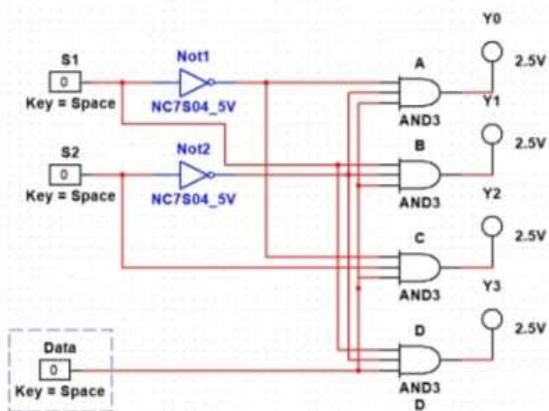 Y0
S1
Not1
A
2.5V
0
Key = Space
NC7S04_5V
Y1
AND3
S2
Not2
B
2.5V
0
Key = Space
NC7S04_5V
AND3
Y2
C
2.5V
AND3
Y3
Data
D
2.5V
0
Key = Space
AND3
D